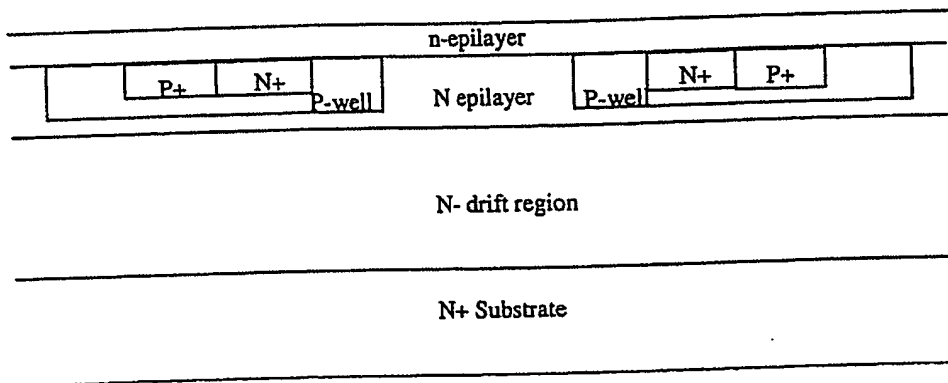 n-epilayer
P+ N+ P-well N epilayer P-well N+ P+
N- drift region
N+ Substrate